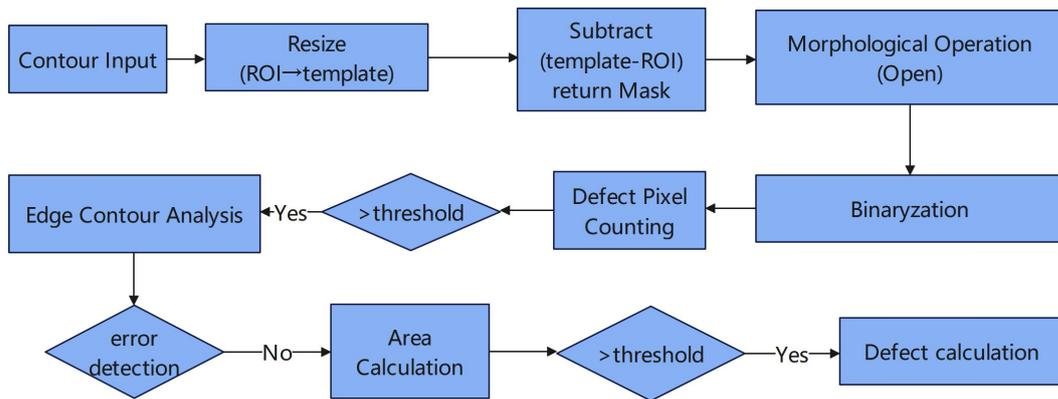 Contour Input
Resize
(ROI→template)
Subtract
(template-ROI)
return Mask
Morphological Operation
(Open)
Edge Contour Analysis
Yes
>threshold
Defect Pixel
Counting
Binaryzation
error
detection
No
Area
Calculation
>threshold
Yes
Defect calculation